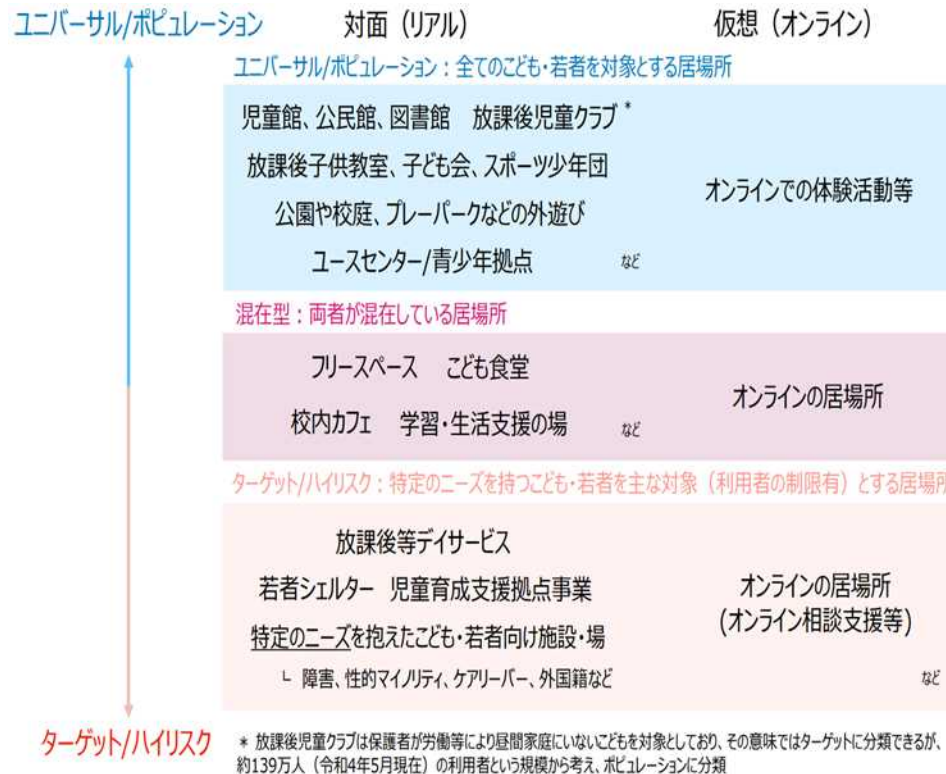 ユニバーサル/ポピュレーション 対面（リアル） 仮想（オンライン）
ユニバーサル/ポピュレーション：全てのこども・若者を対象とする居場所
児童館、公民館、図書館 放課後児童クラブ*
放課後子供教室、子ども会、スポーツ少年団
オンラインでの体験活動等
公園や校庭、プレーパークなどの外遊び
ユースセンター/青少年拠点 など
混在型：両者が混在している居場所
フリースペース こども食堂
オンラインの居場所
校内カフェ 学習・生活支援の場 など
ターゲット/ハイリスク：特定のニーズを持つこども・若者を主な対象（利用者の制限有）とする居場所
放課後等デイサービス
若者シェルター 児童育成支援拠点事業
オンラインの居場所
(オンライン相談支援等)
特定のニーズを抱えたこども・若者向け施設・場
└ 障害、性的マイノリティ、ケアリーバー、外国籍など
など
ターゲット/ハイリスク
* 放課後児童クラブは保護者が労働等により昼間家庭にいないこどもを対象としており、その意味ではターゲットに分類できるが、
約139万人（令和4年5月現在）の利用者という規模から考え、ポピュレーションに分類